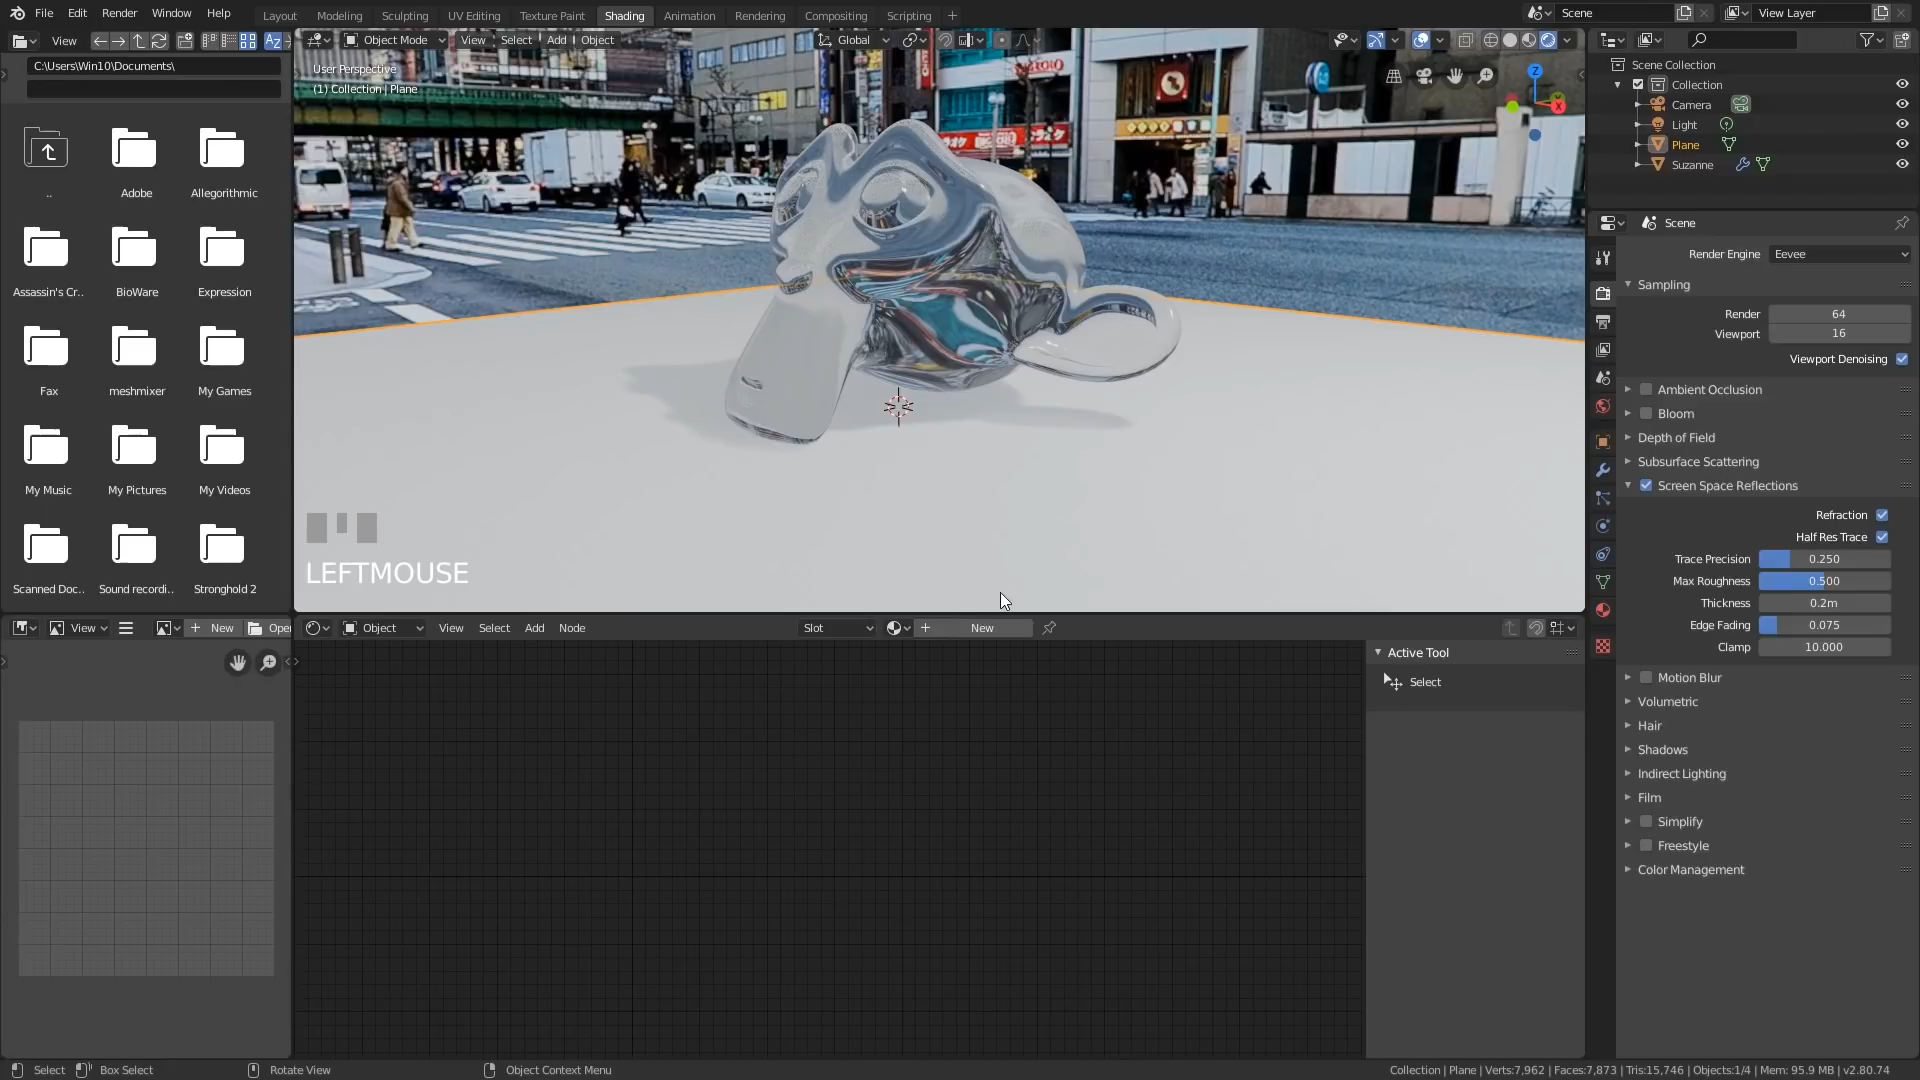 File Edit Render Window Help
Layout Modeling Sculpting UV Editing Texture Paint Shading Animation Rendering Compositing Scripting
Scene
View Layer
View
Object Mode View Select Add Object
Global
C:\Users\Win10\Documents\
User Perspective
(1) Collection | Plane
Z
X
..
Adobe
Allegorithmic
Assassin's Cr..
BioWare
Expression
Fax
meshmixer
My Games
My Music
My Pictures
My Videos
Scanned Doc..
Sound recordi..
Stronghold 2
LEFTMOUSE
Scene Collection
Collection
Camera
Light
Plane
Suzanne
Scene
Render Engine Eevee
Sampling
Render 64
Viewport 16
Viewport Denoising
Ambient Occlusion
Bloom
Depth of Field
Subsurface Scattering
Screen Space Reflections
Refraction
Half Res Trace
Trace Precision 0.250
Max Roughness 0.500
Thickness 0.2m
Edge Fading 0.075
Clamp 10.000
Motion Blur
Volumetric
Hair
Shadows
Indirect Lighting
Film
Simplify
Freestyle
Color Management
View New Oper
Object View Select Add Node
Slot
New
Active Tool
Select
Select Box Select Rotate View Object Context Menu
Collection | Plane | Verts:7,962 | Faces:7,873 | Tris:15,746 | Objects:1/4 | Mem: 95.9 MB | v2.80.74